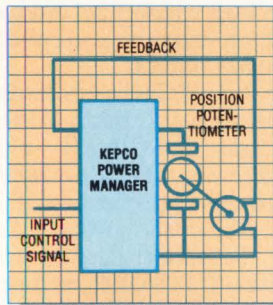 FEEDBACK
POSITION
POTEN-
TIOMETER
KEPCO
POWER
MANAGER
INPUT
CONTROL
SIGNAL